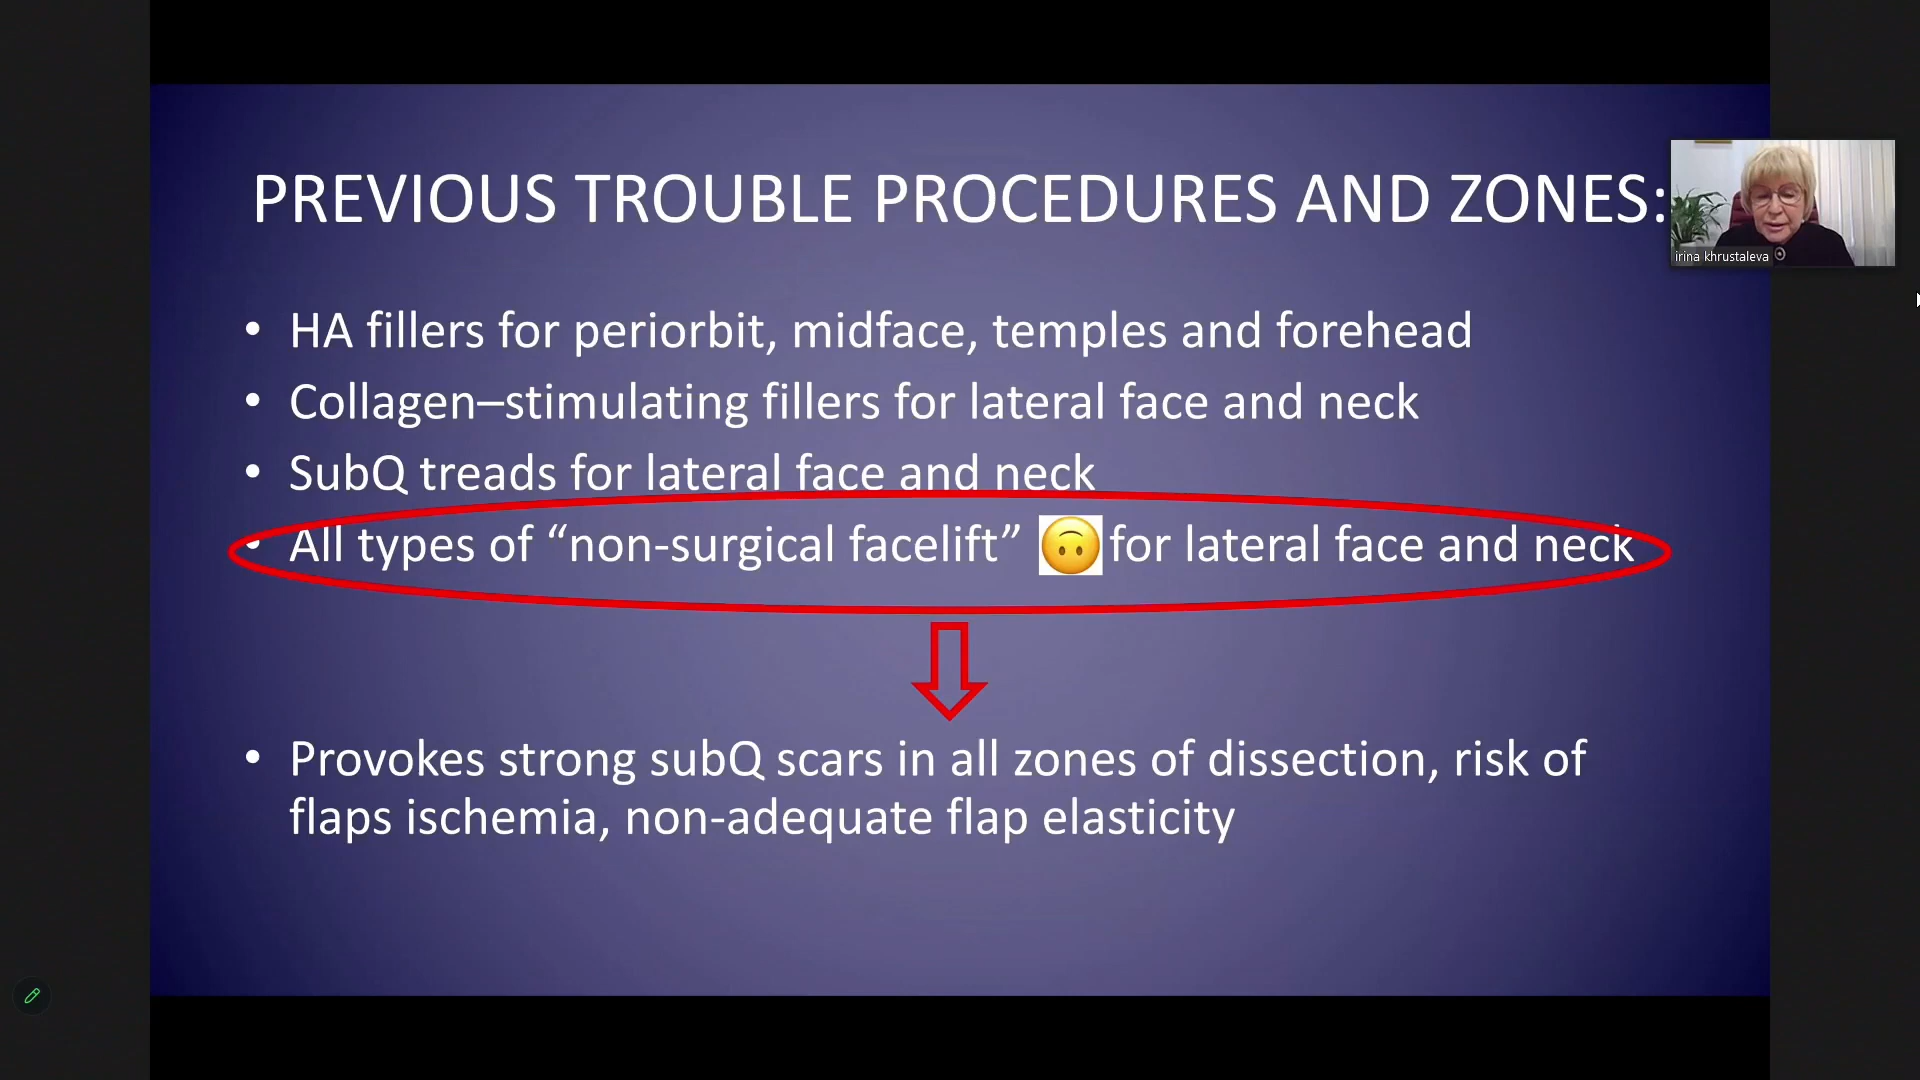 PREVIOUS TROUBLE PROCEDURES AND ZONES:
irina khrustaleva
• HA fillers for periorbit, midface, temples and forehead
• Collagen–stimulating fillers for lateral face and neck
• SubQ treads for lateral face and neck
• All types of “non-surgical facelift” 🙃 for lateral face and neck
• Provokes strong subQ scars in all zones of dissection, risk of
flaps ischemia, non-adequate flap elasticity